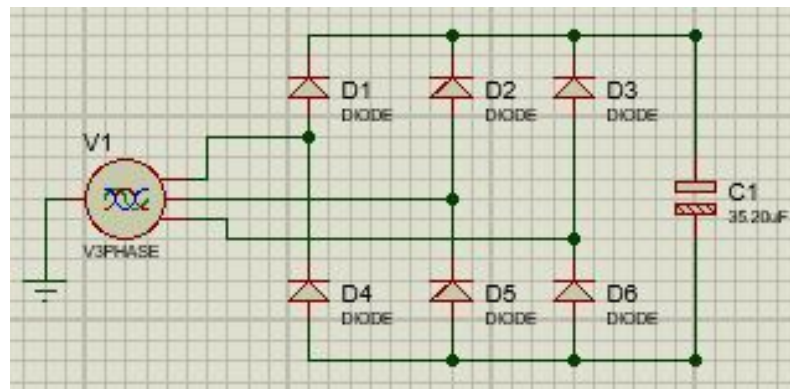 D1
DIODE
D2
DIODE
D3
DIODE
V1
V3PHASE
C1
35.20uF
D4
DIODE
D5
DIODE
D6
DIODE